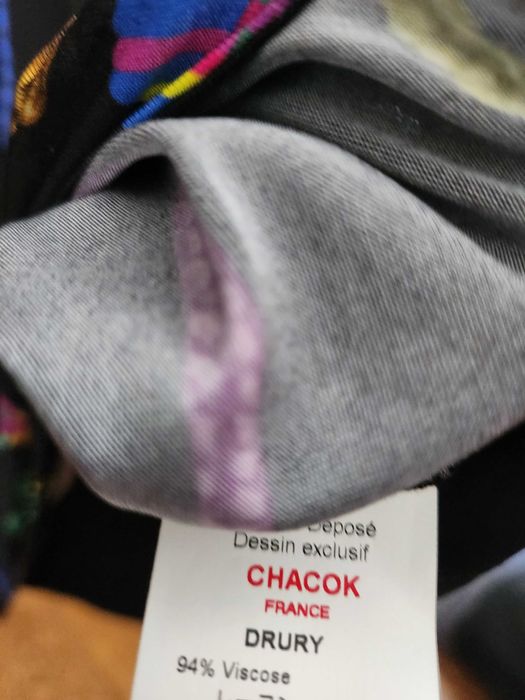 Déposé
Dessin exclusif
CHACOK
FRANCE
DRURY
94% Viscose